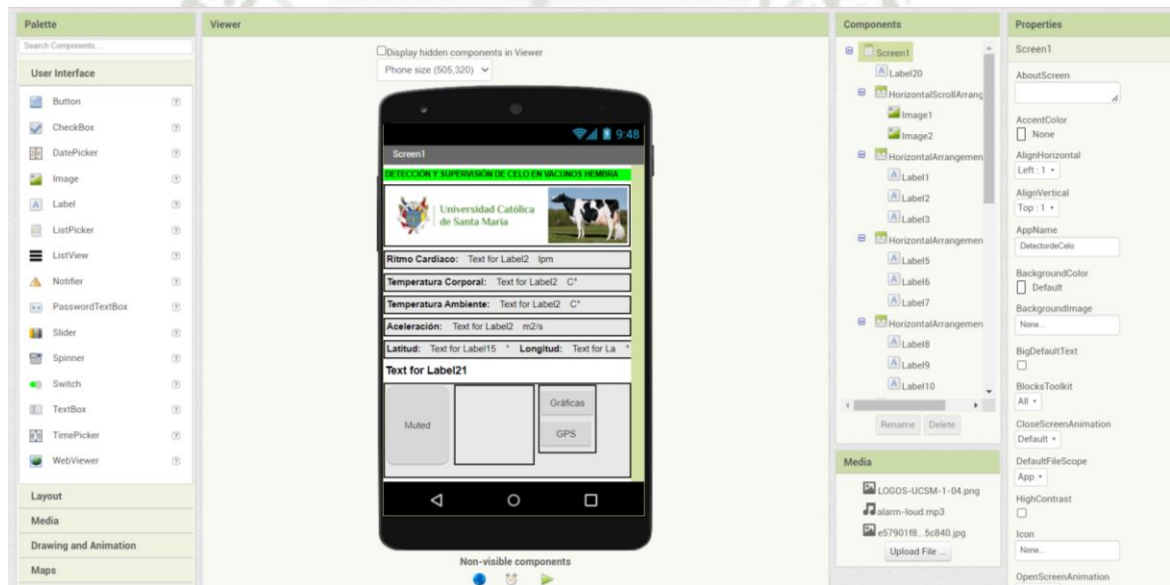 Palette
Search Components...
User Interface
Button
CheckBox
DatePicker
Image
Label
ListPicker
ListView
Notifier
PasswordTextBox
Slider
Spinner
Switch
TextBox
TimePicker
WebViewer
Layout
Media
Drawing and Animation
Maps
Viewer
Display hidden components in Viewer
Phone size (505,320)
9:48
Screen1
DETECCIÓN Y SUPERVISIÓN DE CELO EN VACUNOS HEMBRA
Universidad Católica
de Santa María
Ritmo Cardiaco: Text for Label2 lpm
Temperatura Corporal: Text for Label2 C°
Temperatura Ambiente: Text for Label2 C°
Aceleración: Text for Label2 m2/s
Latitud: Text for Label15 ° Longitud: Text for La °
Text for Label21
Muted
Gráficas
GPS
Non-visible components
Components
Screen1
Label20
HorizontalScrollArrang
Image1
Image2
HorizontalArrangemen
Label1
Label2
Label3
HorizontalArrangemen
Label5
Label6
Label7
HorizontalArrangemen
Label8
Label9
Label10
Rename Delete
Media
LOGOS-UCSM-1-04.png
alarm-loud.mp3
e57901f8...5c840.jpg
Upload File ...
Properties
Screen1
AboutScreen
AccentColor
None
AlignHorizontal
Left : 1
AlignVertical
Top : 1
AppName
DetectordeCelo
BackgroundColor
Default
BackgroundImage
None...
BigDefaultText
BlocksToolkit
All
CloseScreenAnimation
Default
DefaultFileScope
App
HighContrast
Icon
None...
OpenScreenAnimation